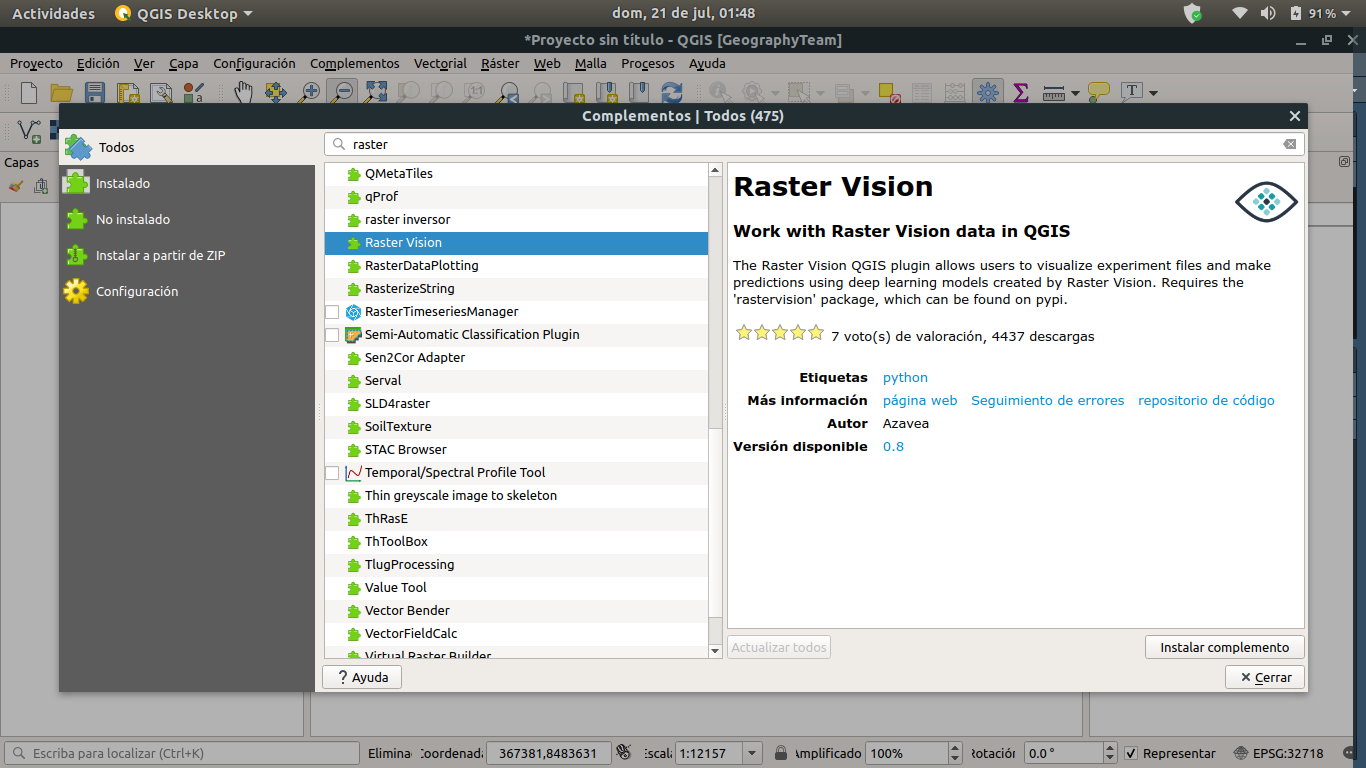 Actividades QGIS Desktop dom, 21 de jul, 01:48 91%
*Proyecto sin título - QGIS [GeographyTeam]
Proyecto Edición Ver Capa Configuración Complementos Vectorial Ráster Web Malla Procesos Ayuda
Complementos | Todos (475)
Capas
Todos
Instalado
No instalado
Instalar a partir de ZIP
Configuración
raster
QMetaTiles
qProf
raster inversor
Raster Vision
RasterDataPlotting
RasterizeString
RasterTimeseriesManager
Semi-Automatic Classification Plugin
Sen2Cor Adapter
Serval
SLD4raster
SoilTexture
STAC Browser
Temporal/Spectral Profile Tool
Thin greyscale image to skeleton
ThRasE
ThToolBox
TlugProcessing
Value Tool
Vector Bender
VectorFieldCalc
Virtual Raster Builder
Raster Vision
Work with Raster Vision data in QGIS
The Raster Vision QGIS plugin allows users to visualize experiment files and make
predictions using deep learning models created by Raster Vision. Requires the
'rastervision' package, which can be found on pypi.
7 voto(s) de valoración, 4437 descargas
Etiquetas python
Más información página web Seguimiento de errores repositorio de código
Autor Azavea
Versión disponible 0.8
Actualizar todos Instalar complemento
? Ayuda Cerrar
Escriba para localizar (Ctrl+K) Elimina Coordenada 367381,8483631 Escala 1:12157 Amplificado 100% Rotación 0.0 ° Representar EPSG:32718